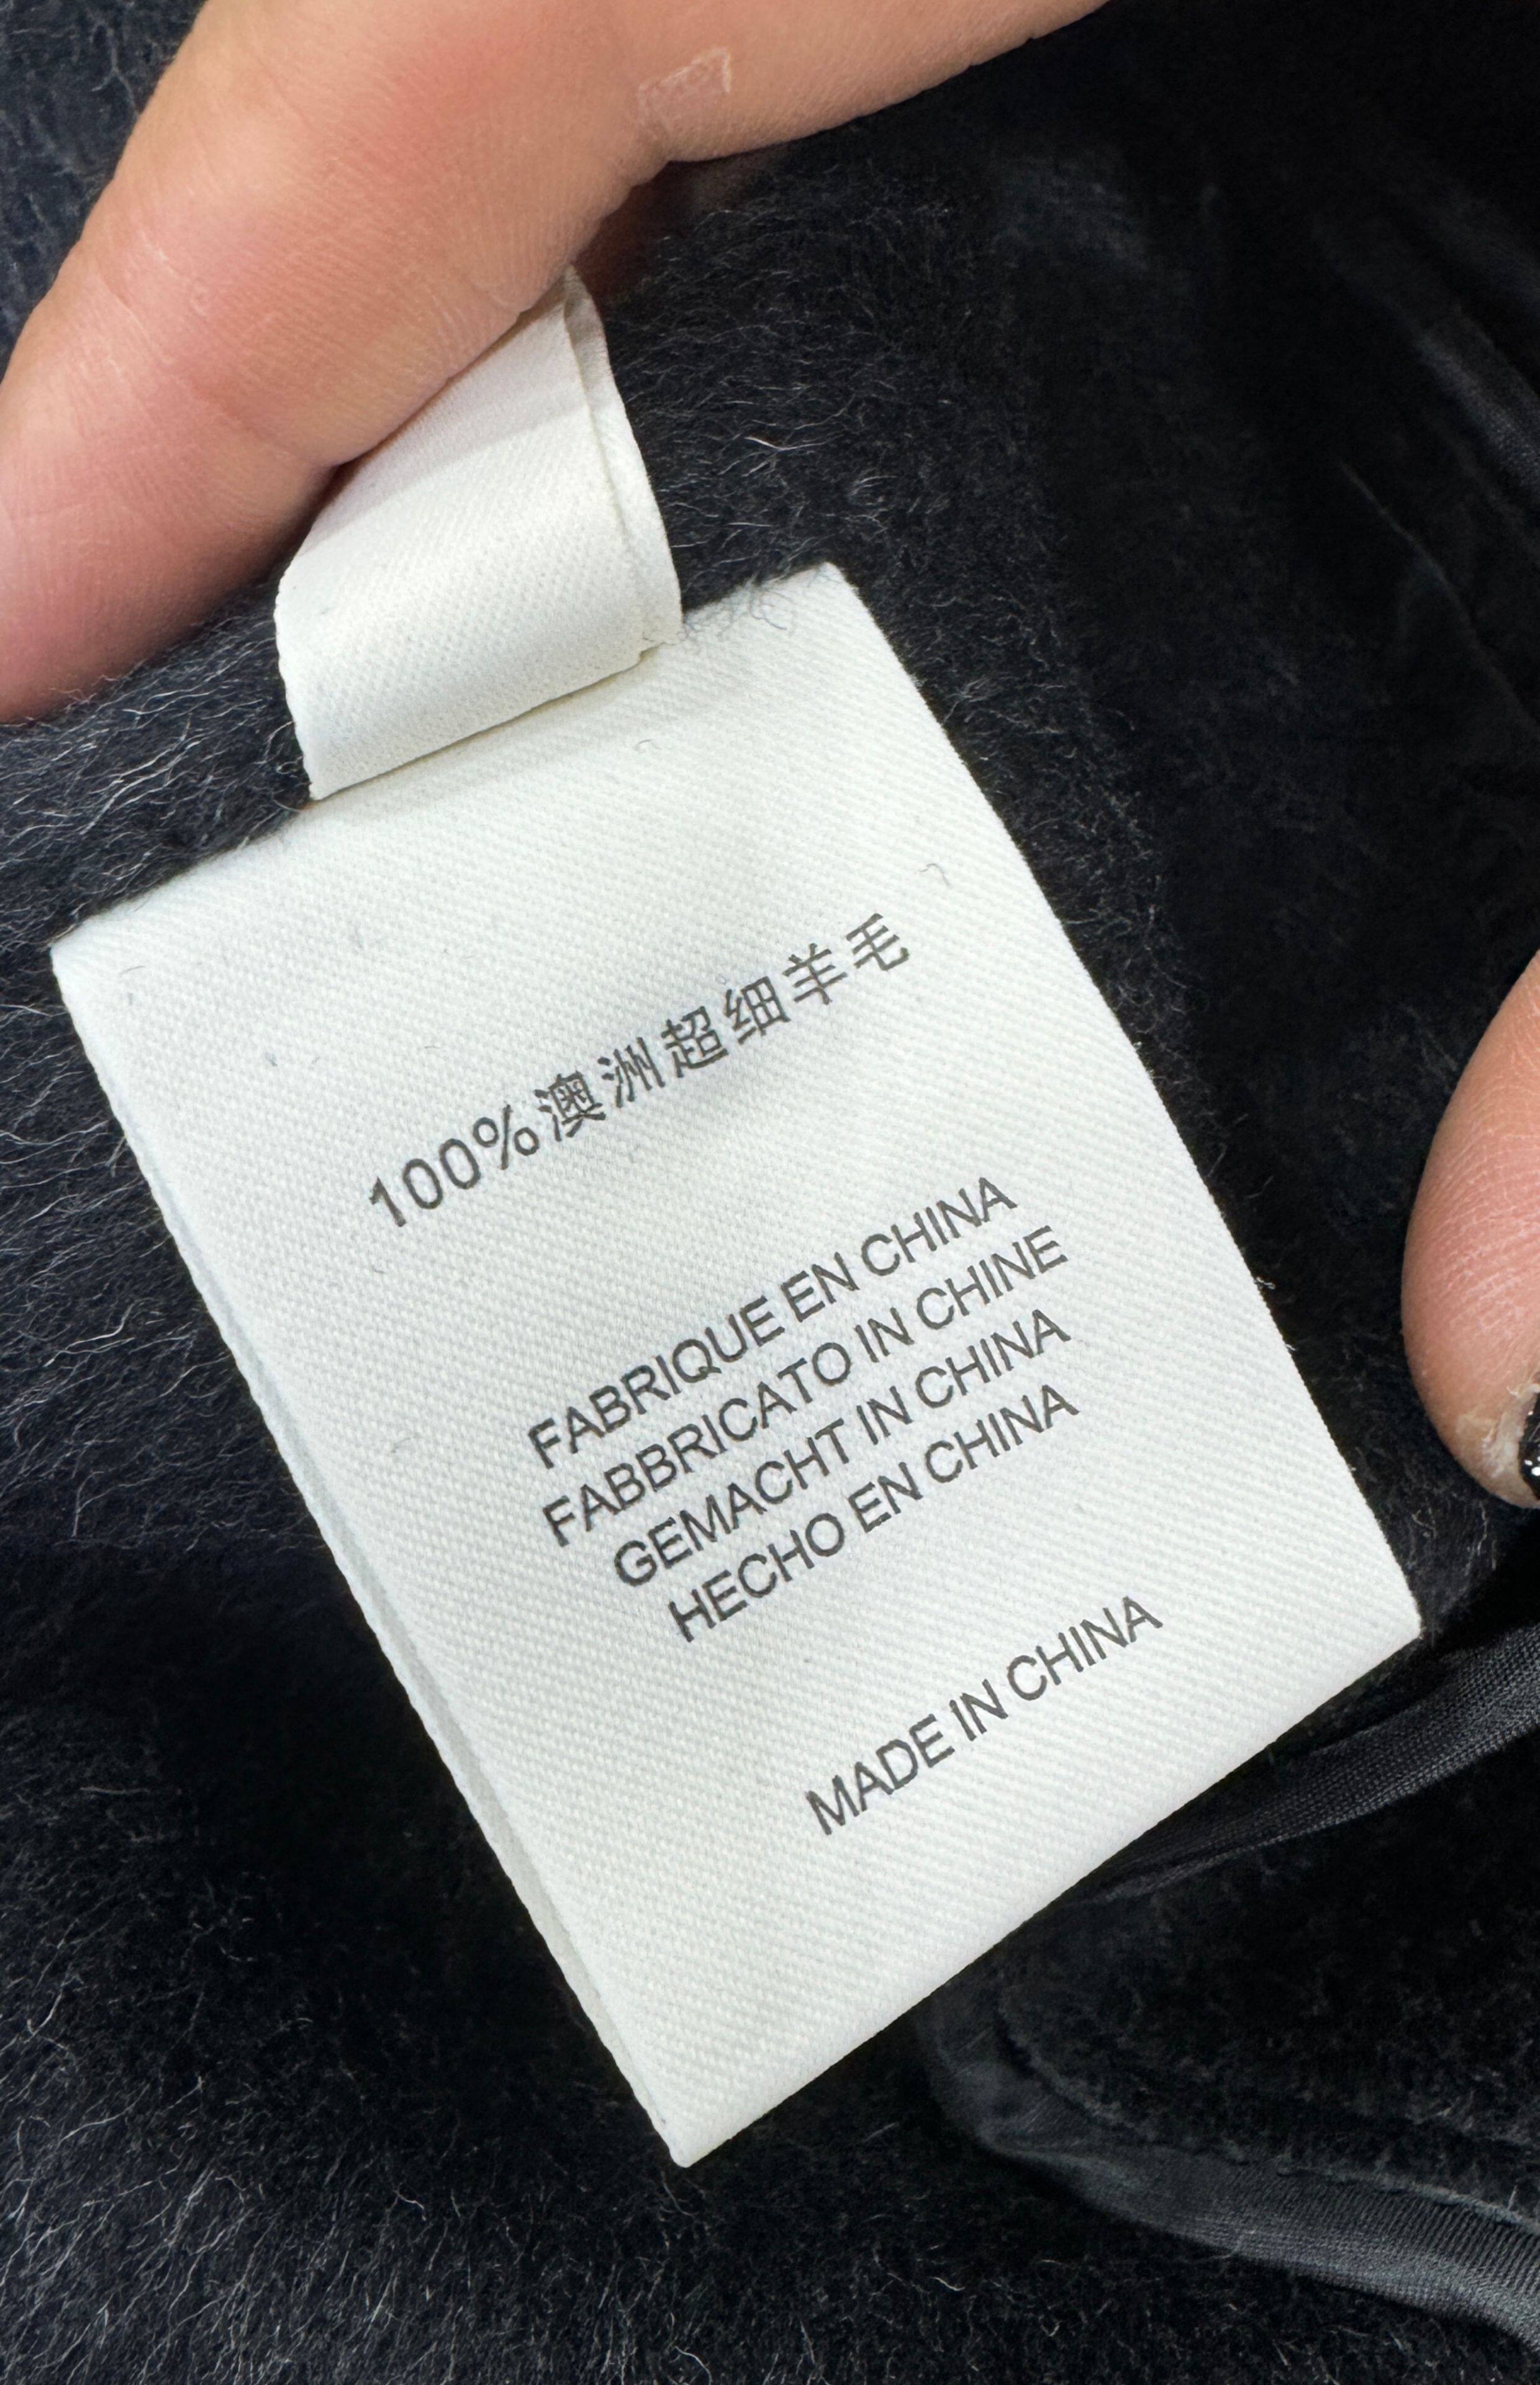 100%澳洲超细羊毛
FABRIQUE EN CHINA
FABBRICATO IN CHINE
GEMACHT IN CHINA
HECHO EN CHINA
MADE IN CHINA